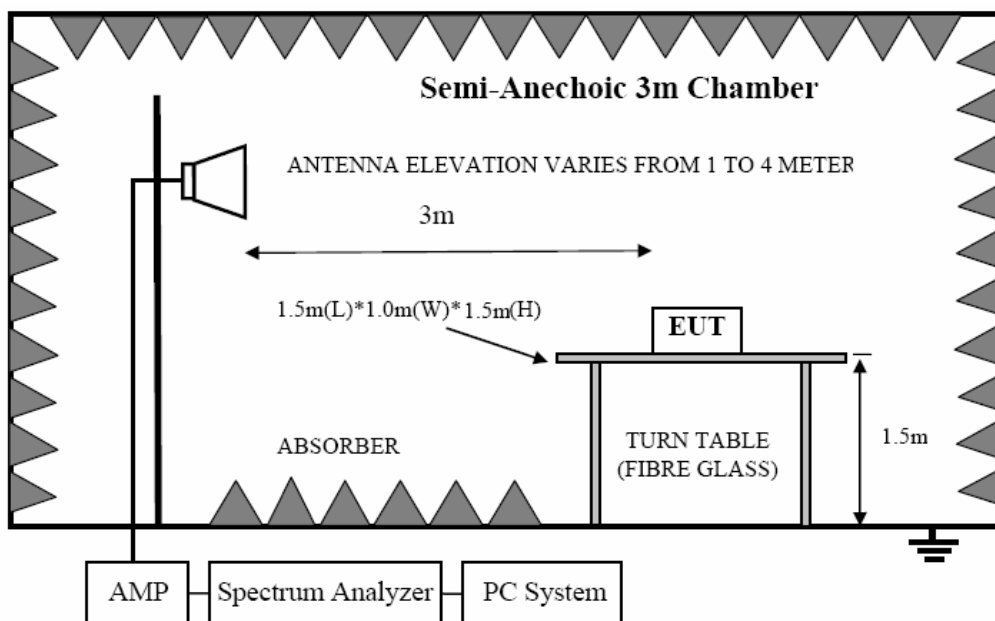 Semi-Anechoic 3m Chamber
ANTENNA ELEVATION VARIES FROM 1 TO 4 METER
3m
1.5m(L)*1.0m(W)*1.5m(H)
EUT
ABSORBER
TURN TABLE
(FIBRE GLASS)
1.5m
AMP
Spectrum Analyzer
PC System